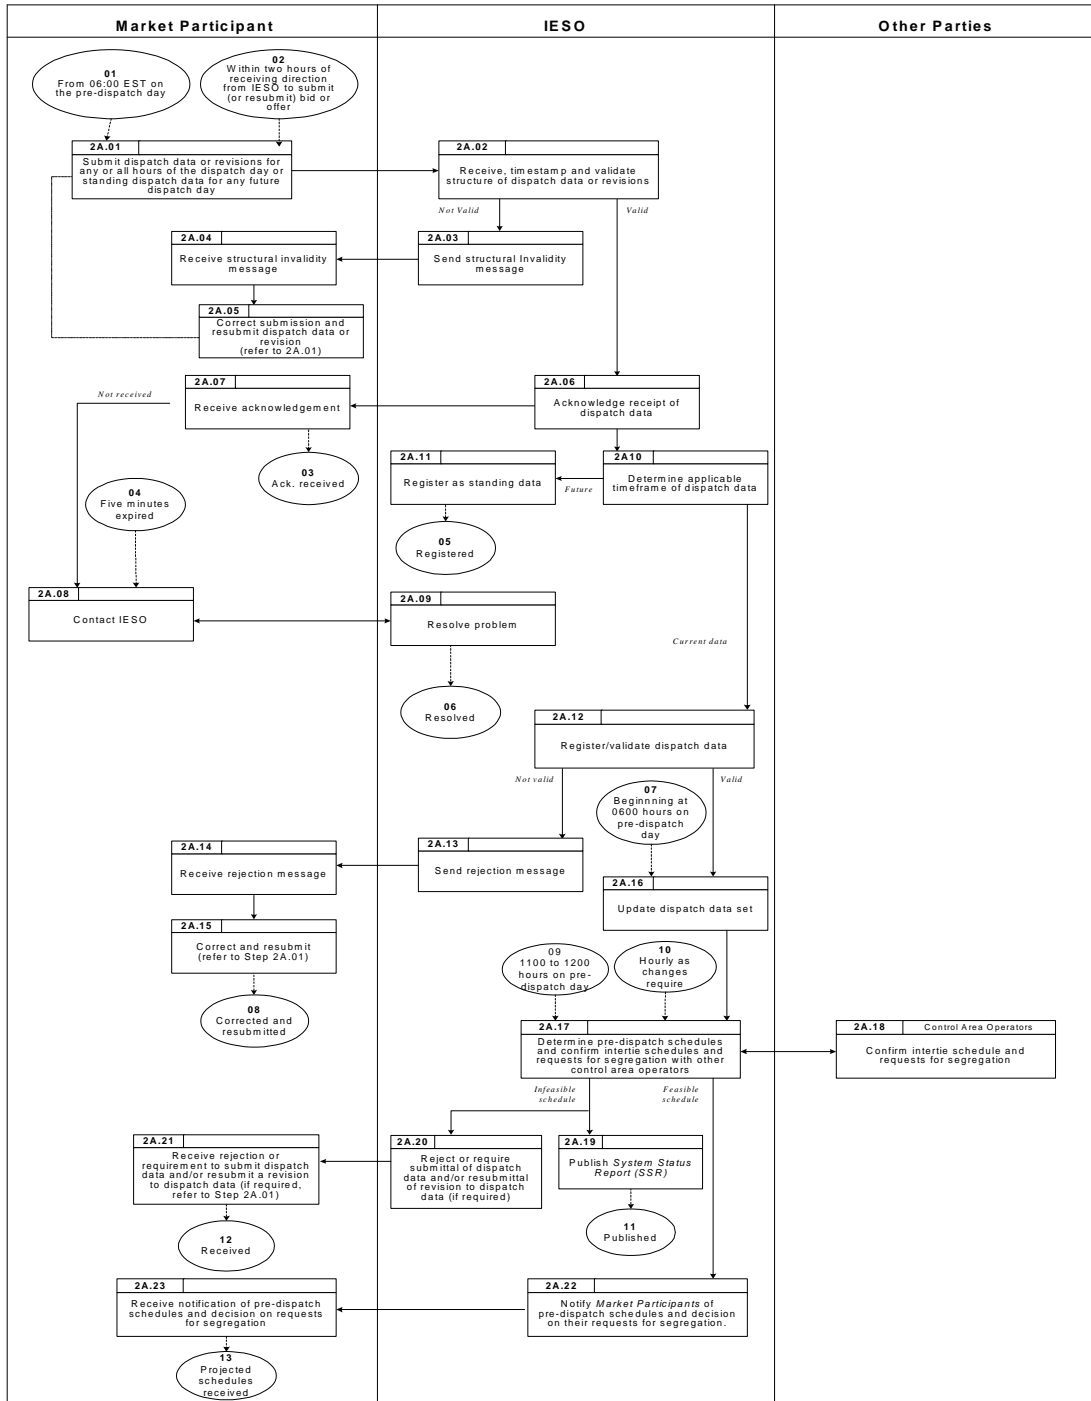 Market Participant
IESO
Other Parties
01
From 06:00 EST on
the pre-dispatch day
02
Within two hours of
receiving direction
from IESO to submit
(or resubmit) bid or
offer
2A.01
Submit dispatch data or revisions for
any or all hours of the dispatch day or
standing dispatch data for any future
dispatch day
2A.02
Receive, timestamp and validate
structure of dispatch data or revisions
Not Valid
Valid
2A.04
Receive structural invalidity
message
2A.03
Send structural Invalidity
message
2A.05
Correct submission and
resubmit dispatch data or
revision
(refer to 2A.01)
Not received
2A.07
Receive acknowledgement
2A.06
Acknowledge receipt of
dispatch data
03
Ack. received
2A.11
Register as standing data
Future
2A10
Determine applicable
timeframe of dispatch data
04
Five minutes
expired
05
Registered
2A.08
Contact IESO
2A.09
Resolve problem
Current data
06
Resolved
2A.12
Register/validate dispatch data
Not valid
Valid
07
Beginnning at
0600 hours on
pre-dispatch
day
2A.14
Receive rejection message
2A.13
Send rejection message
2A.16
Update dispatch data set
2A.15
Correct and resubmit
(refer to Step 2A.01)
09
1100 to 1200
hours on pre-
dispatch day
10
Hourly as
changes
require
08
Corrected and
resubmitted
2A.17
Determine pre-dispatch schedules
and confirm intertie schedules and
requests for segregation with other
control area operators
2A.18
Control Area Operators
Confirm intertie schedule and
requests for segregation
Infeasible
schedule
Feasible
schedule
2A.21
Receive rejection or
requirement to submit dispatch
data and/or resubmit a revision
to dispatch data (if required,
refer to Step 2A.01)
2A.20
Reject or require
submittal of dispatch
data and/or resubmittal
of revision to dispatch
data (if required)
2A.19
Publish System Status
Report (SSR)
11
Published
12
Received
2A.23
Receive notification of pre-dispatch
schedules and decision on requests
for segregation
2A.22
Notify Market Participants of
pre-dispatch schedules and decision
on their requests for segregation.
13
Projected
schedules
received